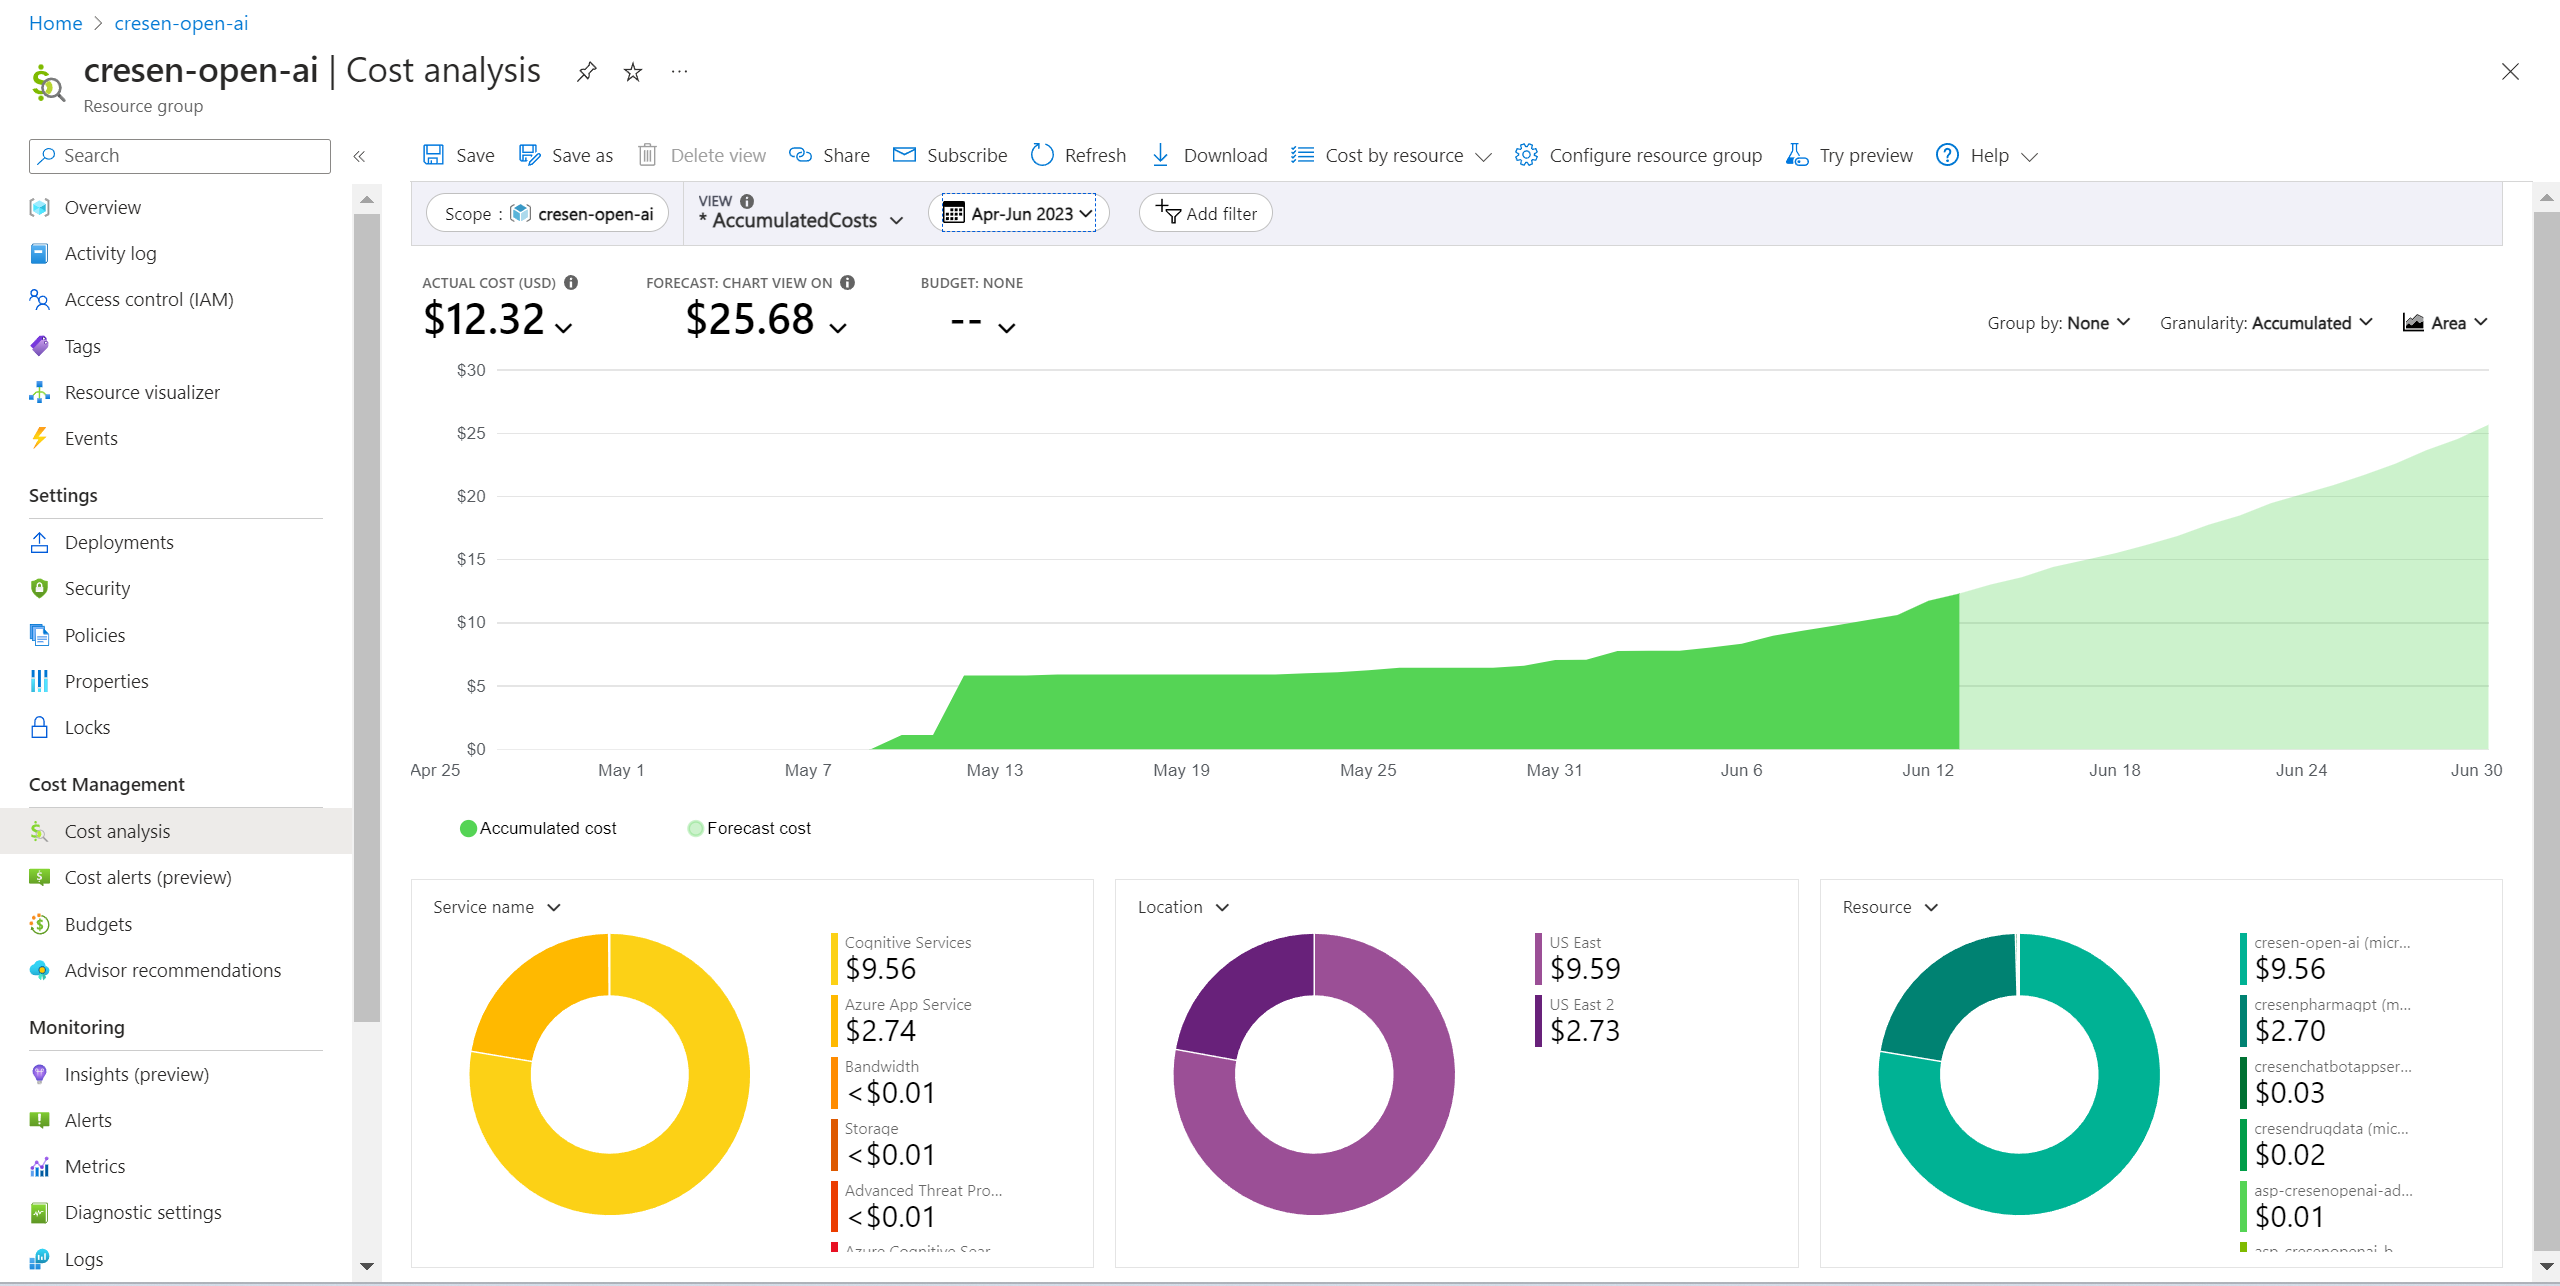 Home > cresen-open-ai
cresen-open-ai | Cost analysis
Resource group
Search
Overview
Activity log
Access control (IAM)
Tags
Resource visualizer
Events
Settings
Deployments
Security
Policies
Properties
Locks
Cost Management
Cost analysis
Cost alerts (preview)
Budgets
Advisor recommendations
Monitoring
Insights (preview)
Alerts
Metrics
Diagnostic settings
Logs
Save Save as Delete view Share Subscribe Refresh Download Cost by resource Configure resource group Try preview Help
Scope : cresen-open-ai
VIEW
* AccumulatedCosts
Apr-Jun 2023
Add filter
ACTUAL COST (USD)
$12.32
FORECAST: CHART VIEW ON
$25.68
BUDGET: NONE
--
Group by: None Granularity: Accumulated Area
$30
$25
$20
$15
$10
$5
$0
Apr 25 May 1 May 7 May 13 May 19 May 25 May 31 Jun 6 Jun 12 Jun 18 Jun 24 Jun 30
Accumulated cost Forecast cost
Service name
Cognitive Services
$9.56
Azure App Service
$2.74
Bandwidth
<$0.01
Storage
<$0.01
Advanced Threat Pro...
<$0.01
Azure Cognitive Sear
Location
US East
$9.59
US East 2
$2.73
Resource
cresen-open-ai (micr...
$9.56
cresenpharmagpt (m...
$2.70
cresenchatbotappser...
$0.03
cresendrugdata (mic...
$0.02
asp-cresenopenai-ad...
$0.01
asp-cresenopenai-b